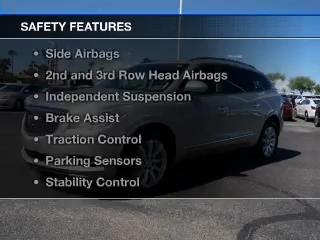 SAFETY FEATURES
• Side Airbags
• 2nd and 3rd Row Head Airbags
• Independent Suspension
• Brake Assist
• Traction Control
• Parking Sensors
• Stability Control